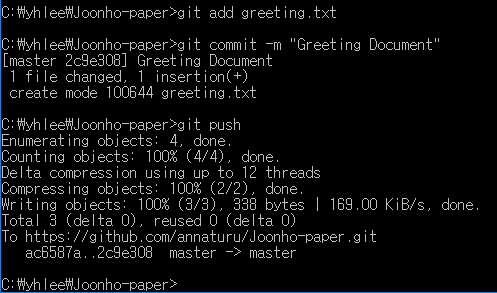 C:₩yhlee₩Joonho-paper>git add greeting.txt
C:₩yhlee₩Joonho-paper>git commit -m "Greeting Document"
[master 2c9e308] Greeting Document
 1 file changed, 1 insertion(+)
 create mode 100644 greeting.txt
C:₩yhlee₩Joonho-paper>git push
Enumerating objects: 4, done.
Counting objects: 100% (4/4), done.
Delta compression using up to 12 threads
Compressing objects: 100% (2/2), done.
Writing objects: 100% (3/3), 338 bytes | 169.00 KiB/s, done.
Total 3 (delta 0), reused 0 (delta 0)
To https://github.com/annaturu/Joonho-paper.git
   ac6587a..2c9e308  master -> master
C:₩yhlee₩Joonho-paper>